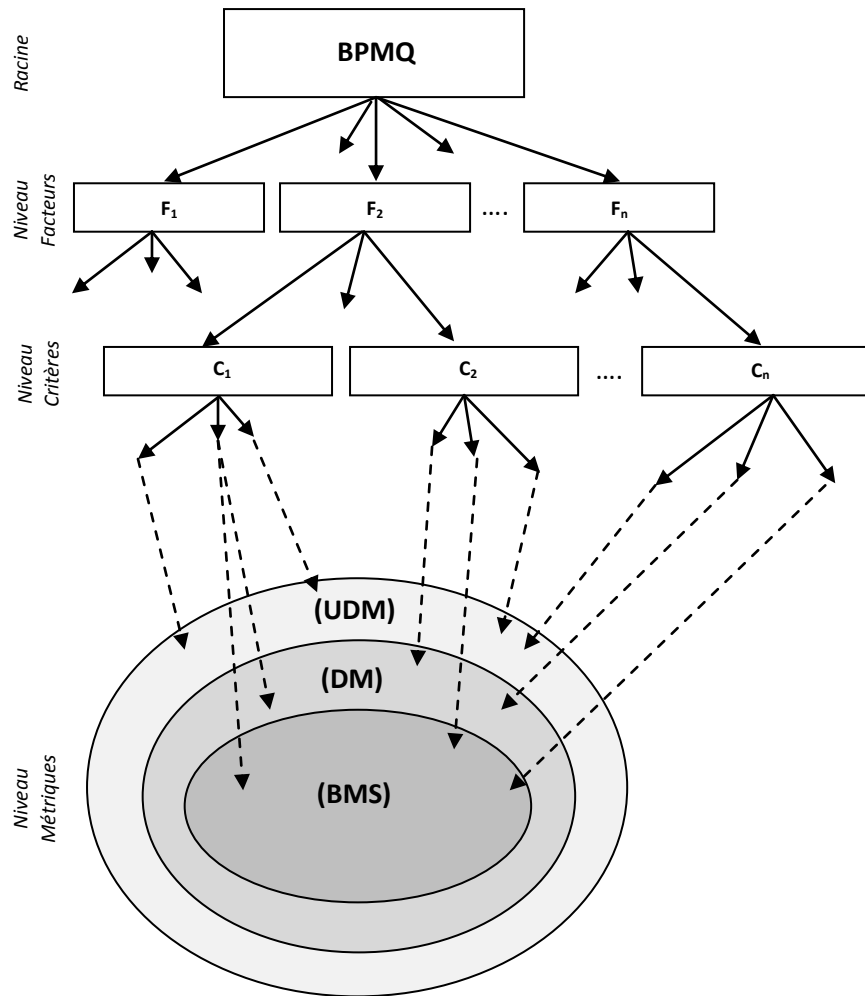 Racine
BPMQ
Niveau
Facteurs
F₁
F₂
....
Fₙ
Niveau
Critères
C₁
C₂
....
Cₙ
Niveau
Métriques
(UDM)
(DM)
(BMS)